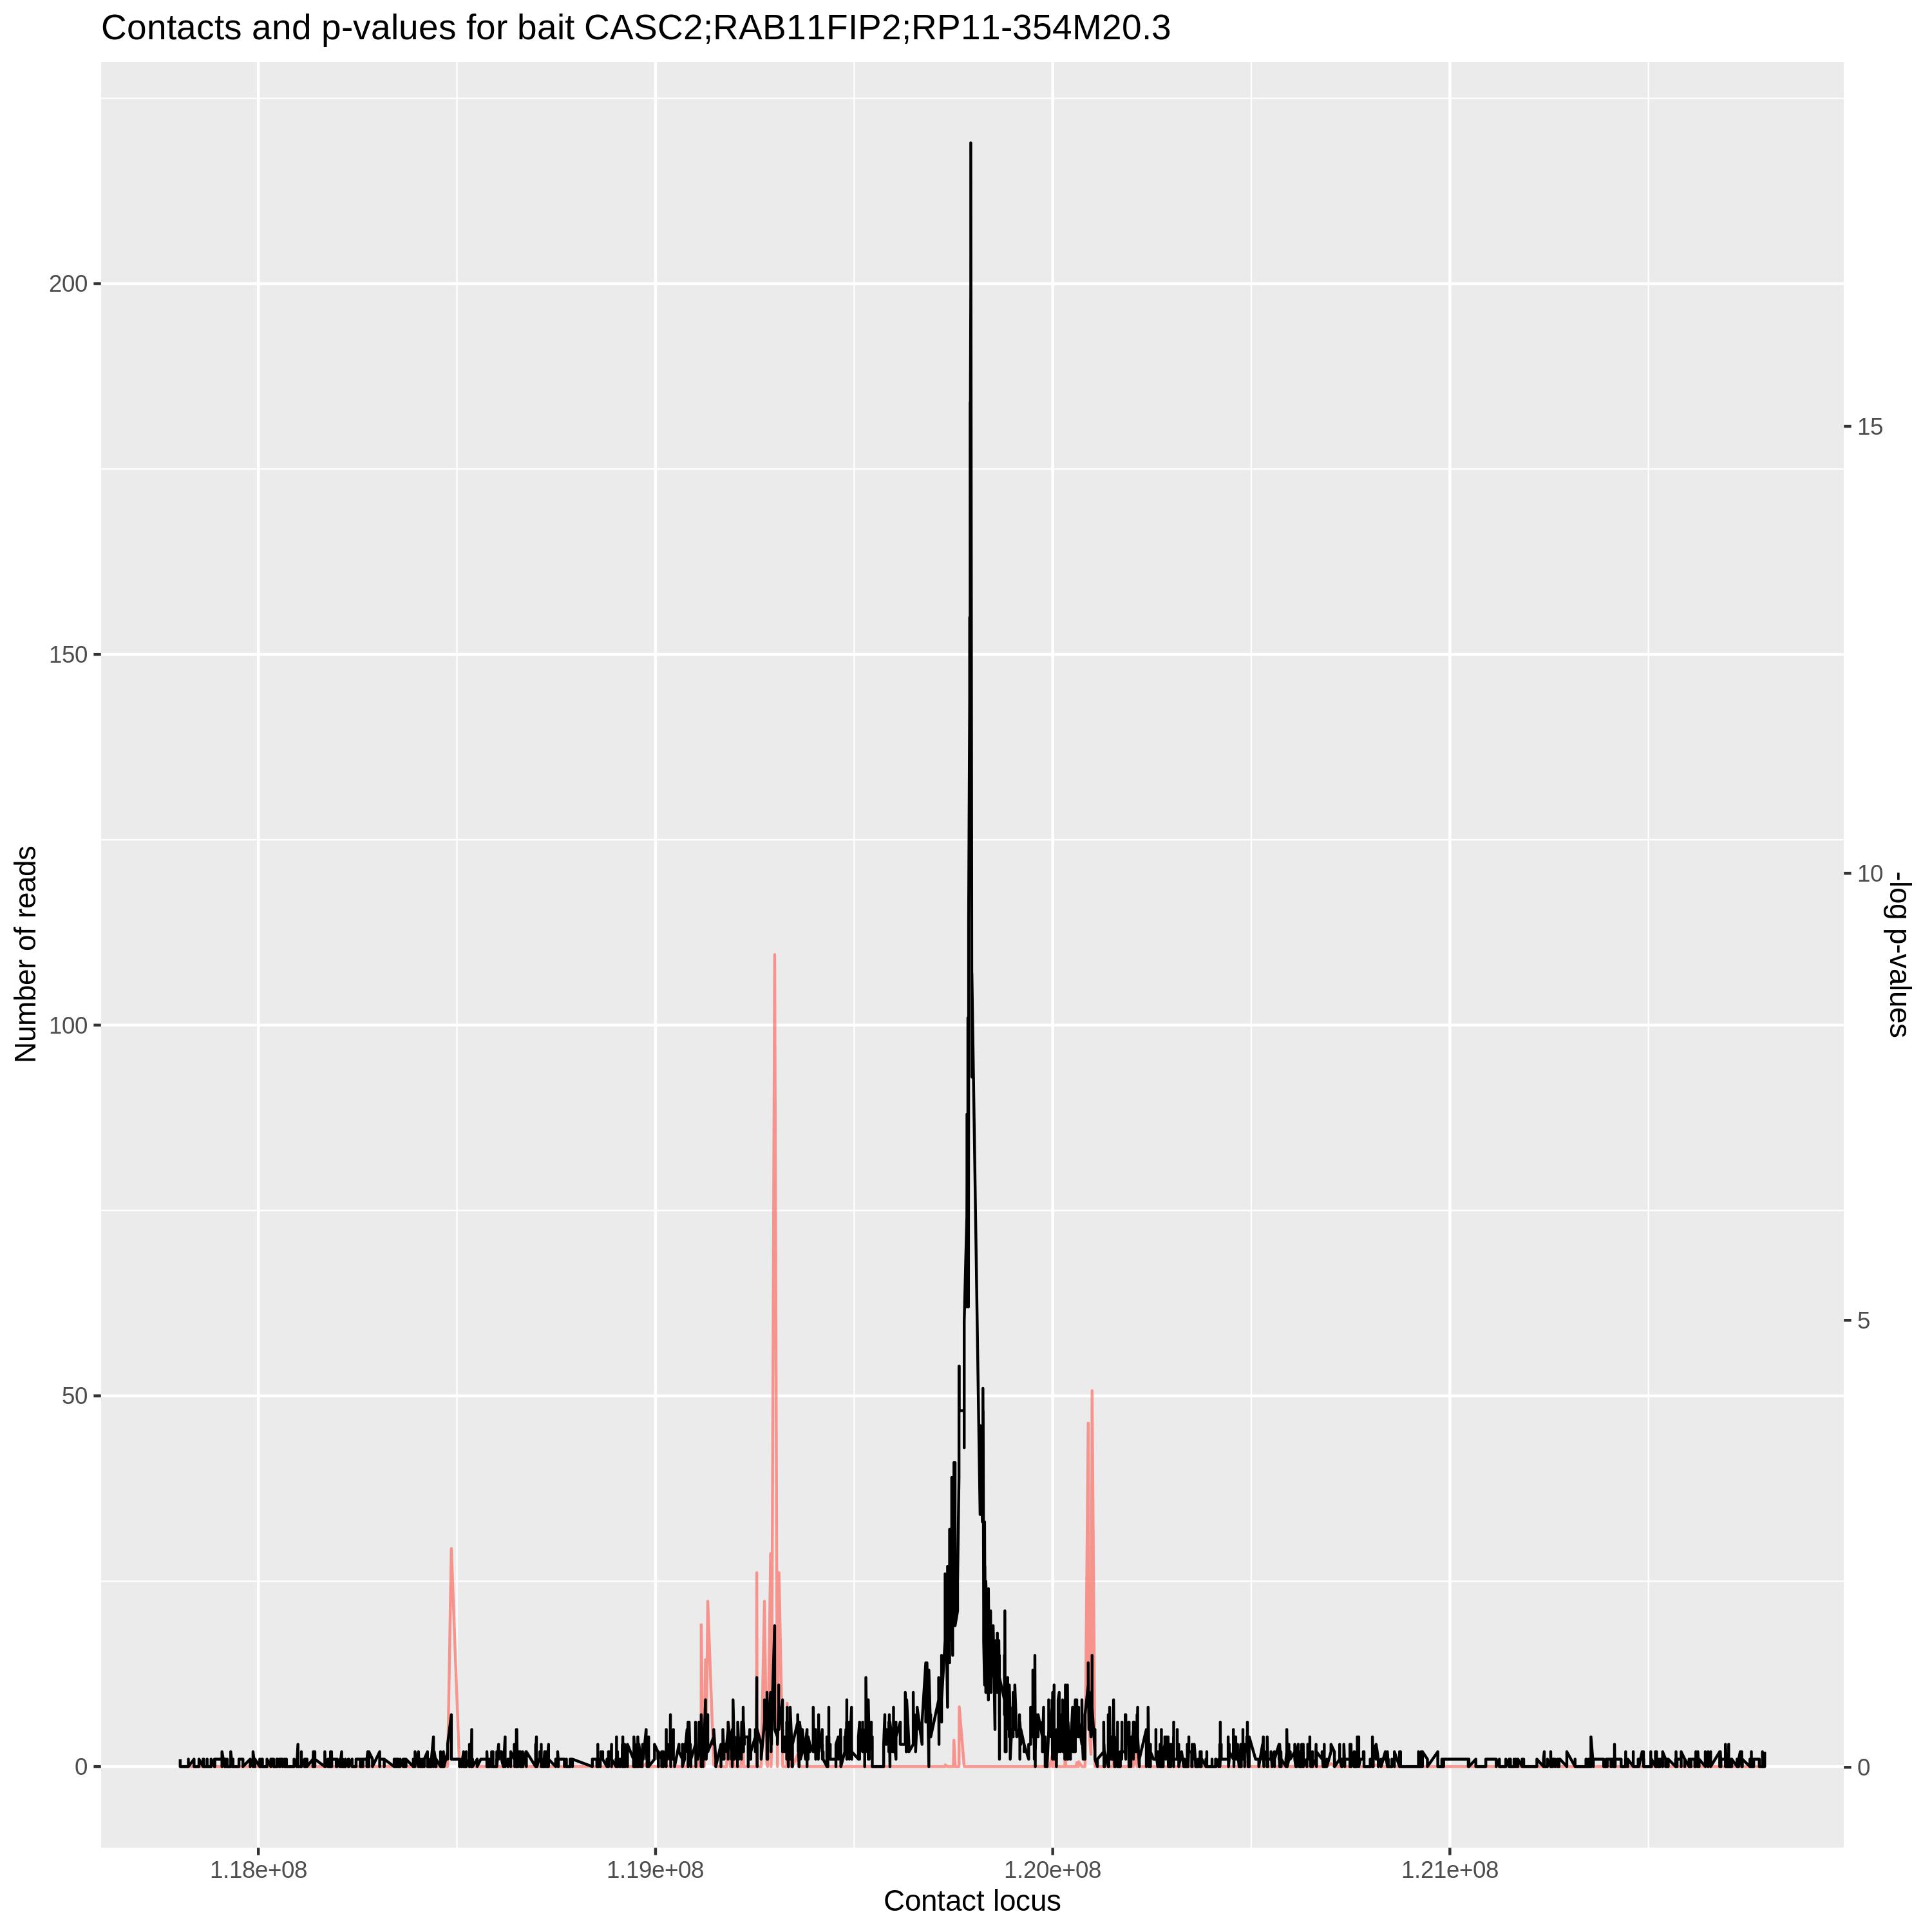 Contacts and p-values for bait CASC2;RAB11FIP2;RP11-354M20.3
Number of reads
200
150
100
50
0
15
10
5
0
-log p-values
1.18e+08
1.19e+08
1.20e+08
1.21e+08
Contact locus